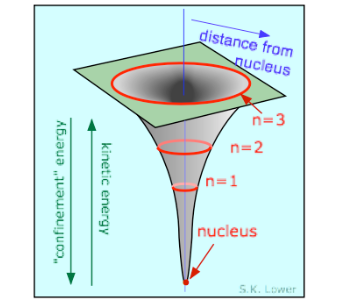 distance from
nucleus
n=3
n=2
n=1
nucleus
"confinement" energy
kinetic energy
S.K. Lower